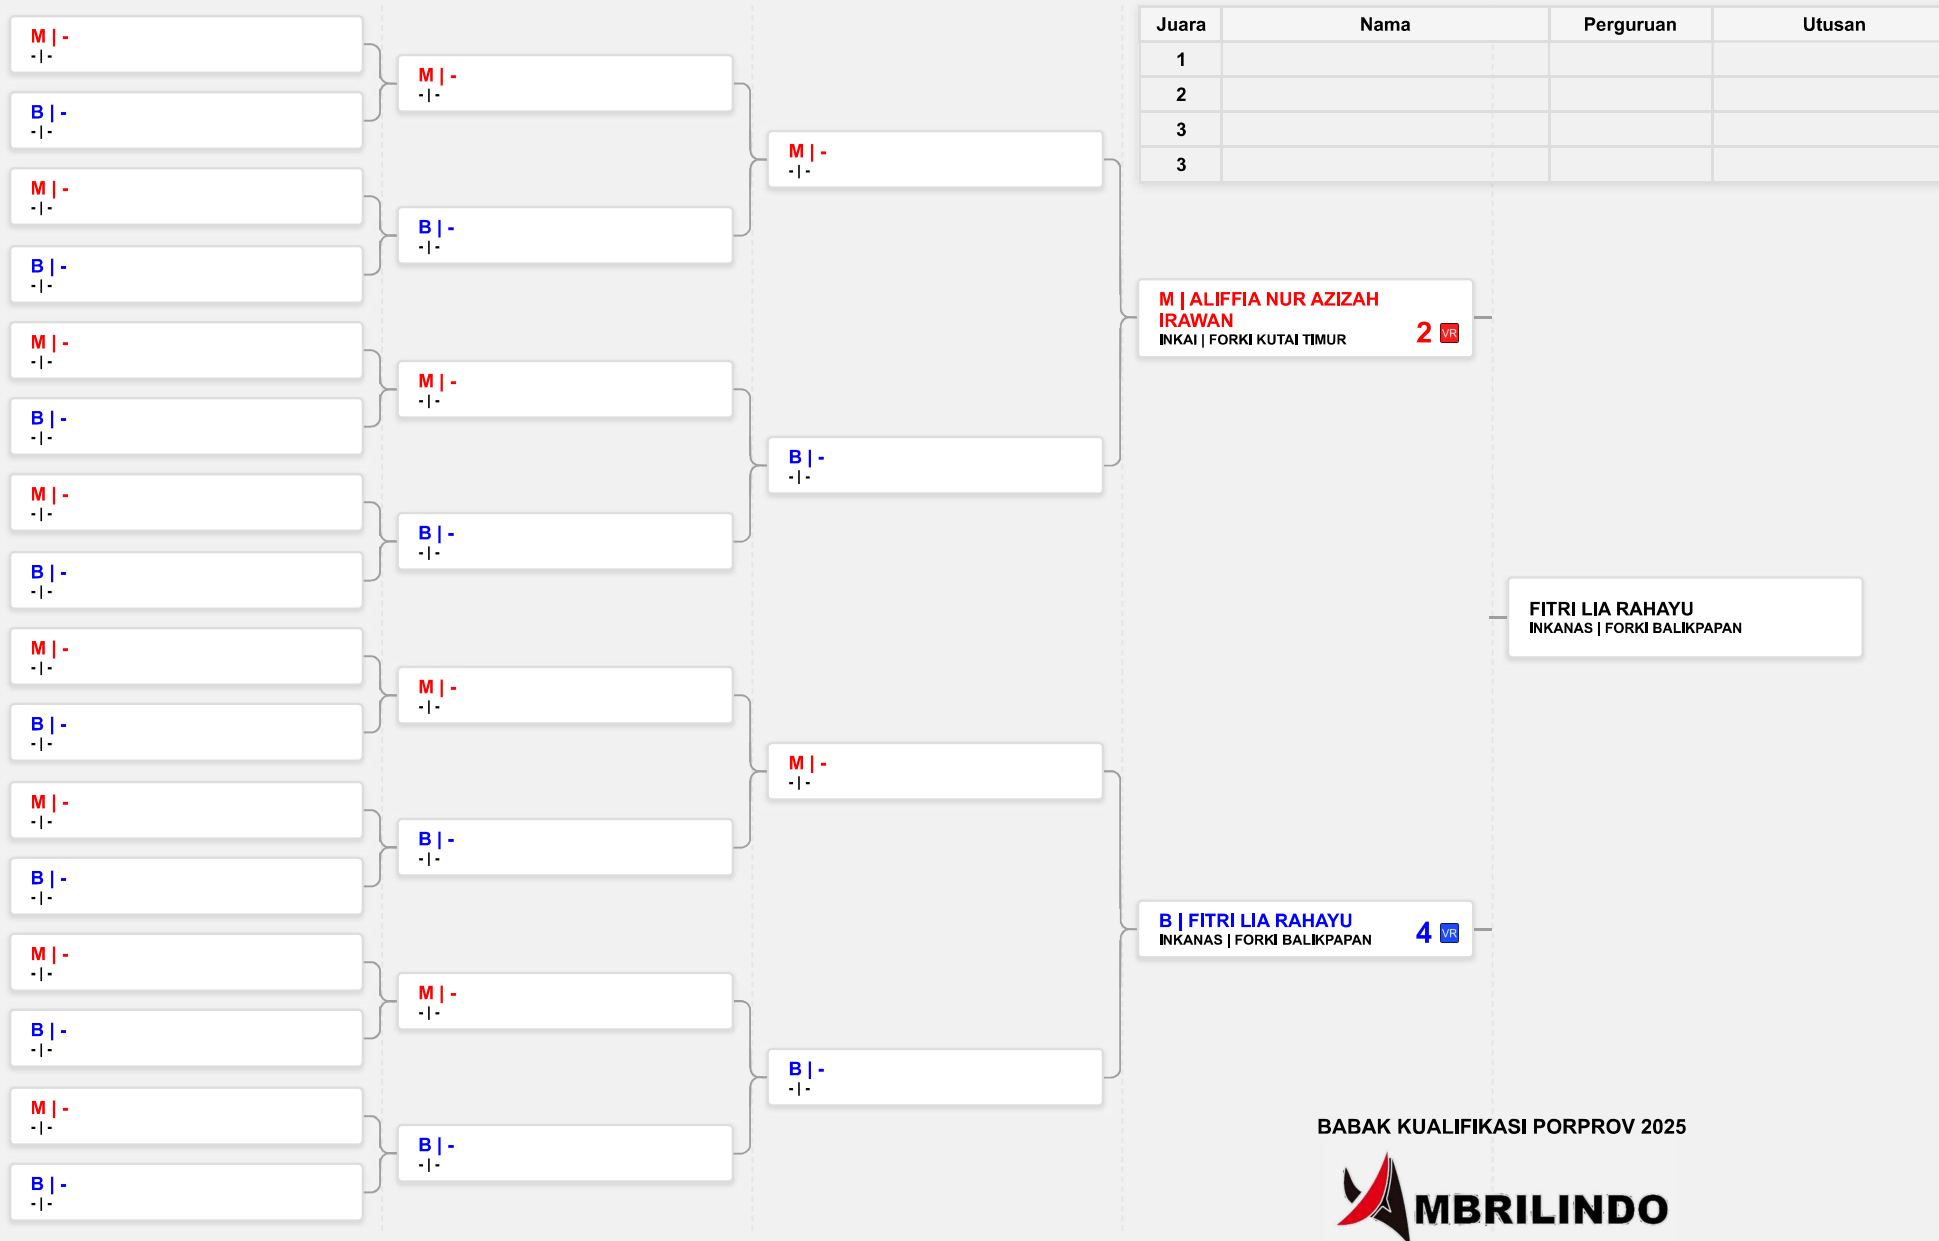 M | -
- | -
B | -
- | -
M | -
- | -
B | -
- | -
M | -
- | -
B | -
- | -
M | -
- | -
B | -
- | -
M | -
- | -
B | -
- | -
M | -
- | -
B | -
- | -
M | -
- | -
B | -
- | -
M | -
- | -
B | -
- | -
M | -
- | -
B | -
- | -
M | -
- | -
B | -
- | -
M | -
- | -
B | -
- | -
M | -
- | -
B | -
- | -
M | -
- | -
B | -
- | -
M | -
- | -
B | -
- | -
Juara Nama Perguruan Utusan
1
2
3
3
M | ALIFFIA NUR AZIZAH
IRAWAN
INKAI | FORKI KUTAI TIMUR 2 VR
B | FITRI LIA RAHAYU
INKANAS | FORKI BALIKPAPAN 4 VR
FITRI LIA RAHAYU
INKANAS | FORKI BALIKPAPAN
BABAK KUALIFIKASI PORPROV 2025
AMBRILINDO